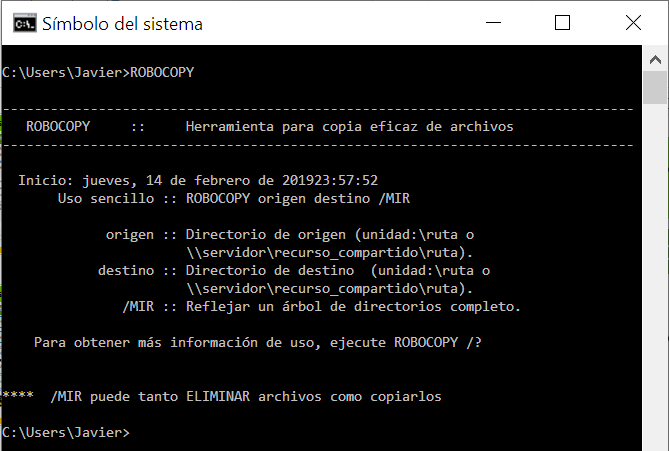 Símbolo del sistema
C:\Users\Javier>ROBOCOPY
-------------------------------------------------------------------------------
ROBOCOPY     ::     Herramienta para copia eficaz de archivos
-------------------------------------------------------------------------------
Inicio: jueves, 14 de febrero de 201923:57:52
Uso sencillo :: ROBOCOPY origen destino /MIR
origen :: Directorio de origen (unidad:\ruta o
\\servidor\recurso_compartido\ruta).
destino :: Directorio de destino  (unidad:\ruta o
\\servidor\recurso_compartido\ruta).
/MIR :: Reflejar un árbol de directorios completo.
Para obtener más información de uso, ejecute ROBOCOPY /?
****  /MIR puede tanto ELIMINAR archivos como copiarlos
C:\Users\Javier>